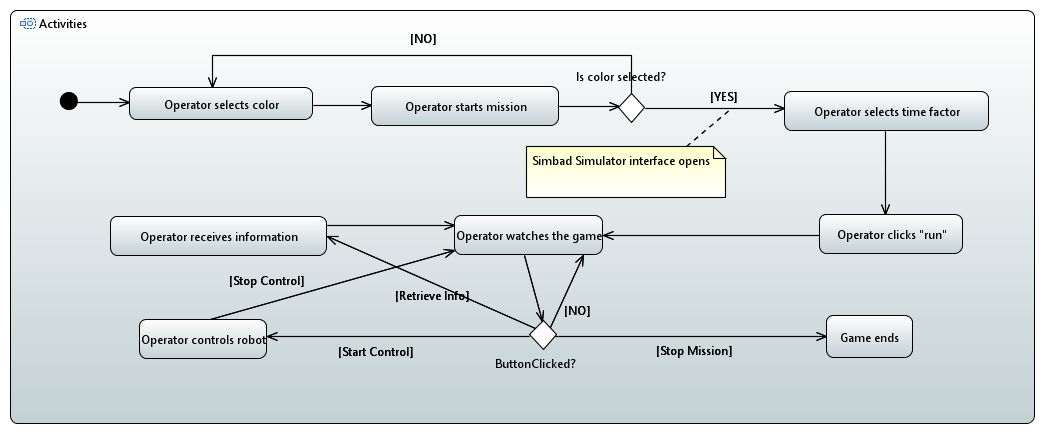 Activities
[NO]
Is color selected?
Operator selects color
Operator starts mission
[YES]
Operator selects time factor
Simbad Simulator interface opens
Operator receives information
Operator watches the game
Operator clicks "run"
[Stop Control]
[Retrieve Info]
[NO]
Operator controls robot
[Start Control]
[Stop Mission]
Game ends
ButtonClicked?